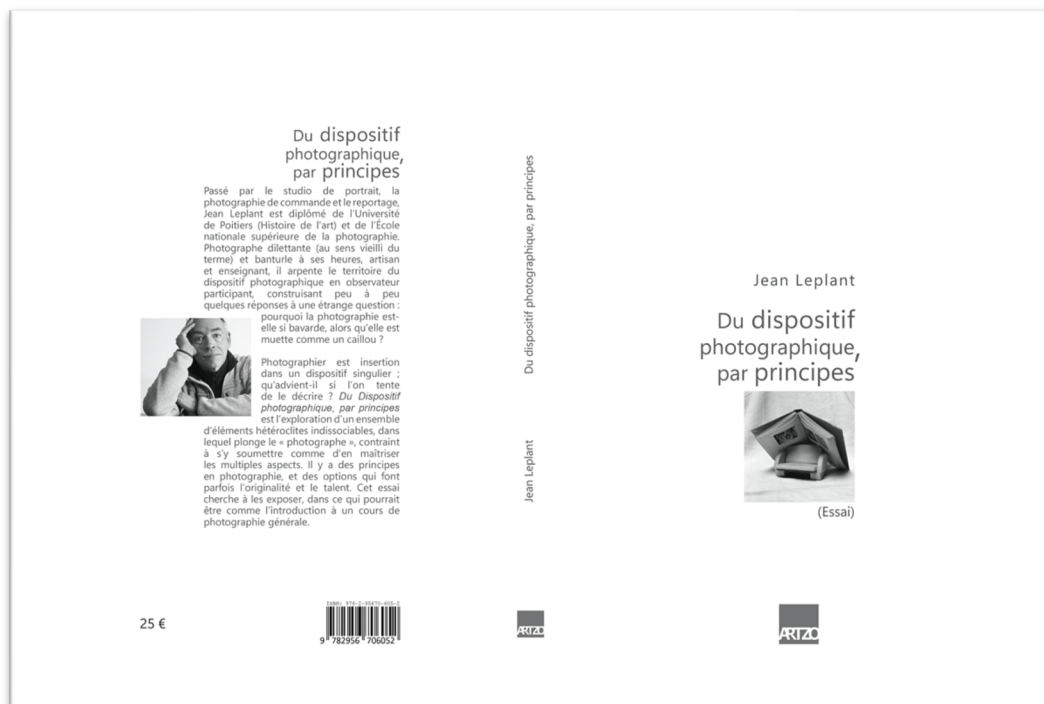 Du dispositif
photographique,
par principes
Passé par le studio de portrait, la
photographie de commande et le reportage,
Jean Leplant est diplômé de l'Université
de Poitiers (Histoire de l'art) et de l'École
nationale supérieure de la photographie.
Photographe dilettante (au sens vieilli du
terme) et banturle à ses heures, artisan
et enseignant, il arpente le territoire du
dispositif photographique en observateur
participant, construisant peu à peu
quelques réponses à une étrange question :
pourquoi la photographie est-
elle si bavarde, alors qu'elle est
muette comme un caillou ?
Photographier est insertion
dans un dispositif singulier ;
qu'advient-il si l'on tente
de le décrire ? Du Dispositif
photographique, par principes
est l'exploration d'un ensemble
d'éléments hétéroclites indissociables, dans
lequel plonge le « photographe », contraint
à s'y soumettre comme d'en maîtriser
les multiples aspects. Il y a des principes
en photographie, et des options qui font
parfois l'originalité et le talent. Cet essai
cherche à les exposer, dans ce qui pourrait
être comme l'introduction à un cours de
photographie générale.
25 €
ISBN: 978-2-95670-605-2
9 782956 706052
Du dispositif photographique, par principes
Jean Leplant
ARTZO
Jean Leplant
Du dispositif
photographique,
par principes
(Essai)
ARTZO